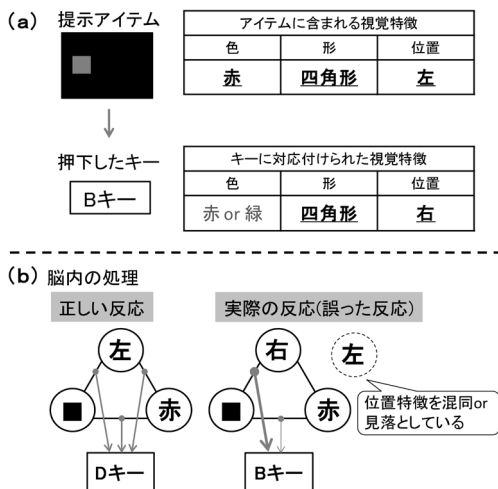 (a) 提示アイテム
アイテムに含まれる視覚特徴
色 形 位置
赤 四角形 左
押下したキー
Bキー
キーに対応付けられた視覚特徴
色 形 位置
赤 or 緑 四角形 右
(b) 脳内の処理
正しい反応 実際の反応(誤った反応)
左 右 左
赤 赤
位置特徴を混同or
見落としている
Dキー Bキー